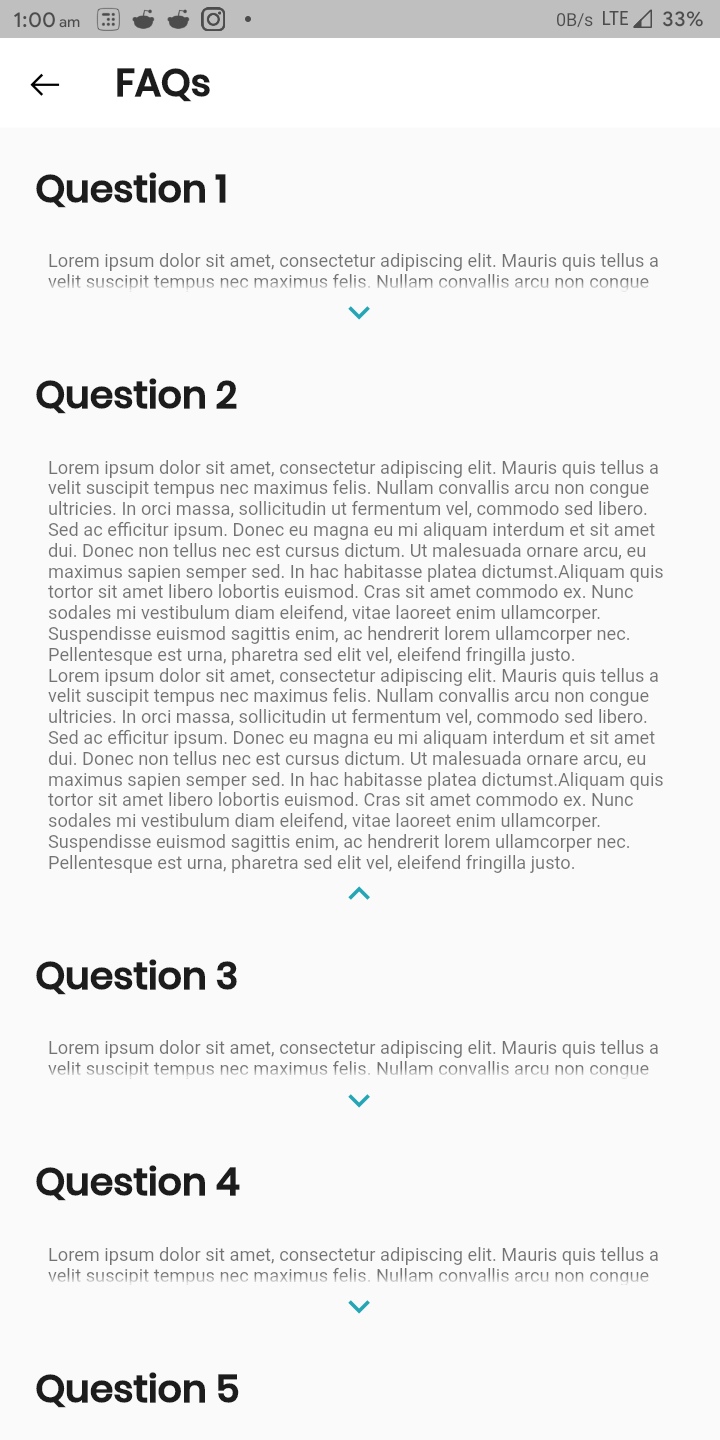 1:00 am
0B/s LTE 33%
FAQs
Question 1
Lorem ipsum dolor sit amet, consectetur adipiscing elit. Mauris quis tellus a
velit suscipit tempus nec maximus felis. Nullam convallis arcu non congue
Question 2
Lorem ipsum dolor sit amet, consectetur adipiscing elit. Mauris quis tellus a
velit suscipit tempus nec maximus felis. Nullam convallis arcu non congue
ultricies. In orci massa, sollicitudin ut fermentum vel, commodo sed libero.
Sed ac efficitur ipsum. Donec eu magna eu mi aliquam interdum et sit amet
dui. Donec non tellus nec est cursus dictum. Ut malesuada ornare arcu, eu
maximus sapien semper sed. In hac habitasse platea dictumst.Aliquam quis
tortor sit amet libero lobortis euismod. Cras sit amet commodo ex. Nunc
sodales mi vestibulum diam eleifend, vitae laoreet enim ullamcorper.
Suspendisse euismod sagittis enim, ac hendrerit lorem ullamcorper nec.
Pellentesque est urna, pharetra sed elit vel, eleifend fringilla justo.
Lorem ipsum dolor sit amet, consectetur adipiscing elit. Mauris quis tellus a
velit suscipit tempus nec maximus felis. Nullam convallis arcu non congue
ultricies. In orci massa, sollicitudin ut fermentum vel, commodo sed libero.
Sed ac efficitur ipsum. Donec eu magna eu mi aliquam interdum et sit amet
dui. Donec non tellus nec est cursus dictum. Ut malesuada ornare arcu, eu
maximus sapien semper sed. In hac habitasse platea dictumst.Aliquam quis
tortor sit amet libero lobortis euismod. Cras sit amet commodo ex. Nunc
sodales mi vestibulum diam eleifend, vitae laoreet enim ullamcorper.
Suspendisse euismod sagittis enim, ac hendrerit lorem ullamcorper nec.
Pellentesque est urna, pharetra sed elit vel, eleifend fringilla justo.
Question 3
Lorem ipsum dolor sit amet, consectetur adipiscing elit. Mauris quis tellus a
velit suscipit tempus nec maximus felis. Nullam convallis arcu non congue
Question 4
Lorem ipsum dolor sit amet, consectetur adipiscing elit. Mauris quis tellus a
velit suscipit tempus nec maximus felis. Nullam convallis arcu non congue
Question 5